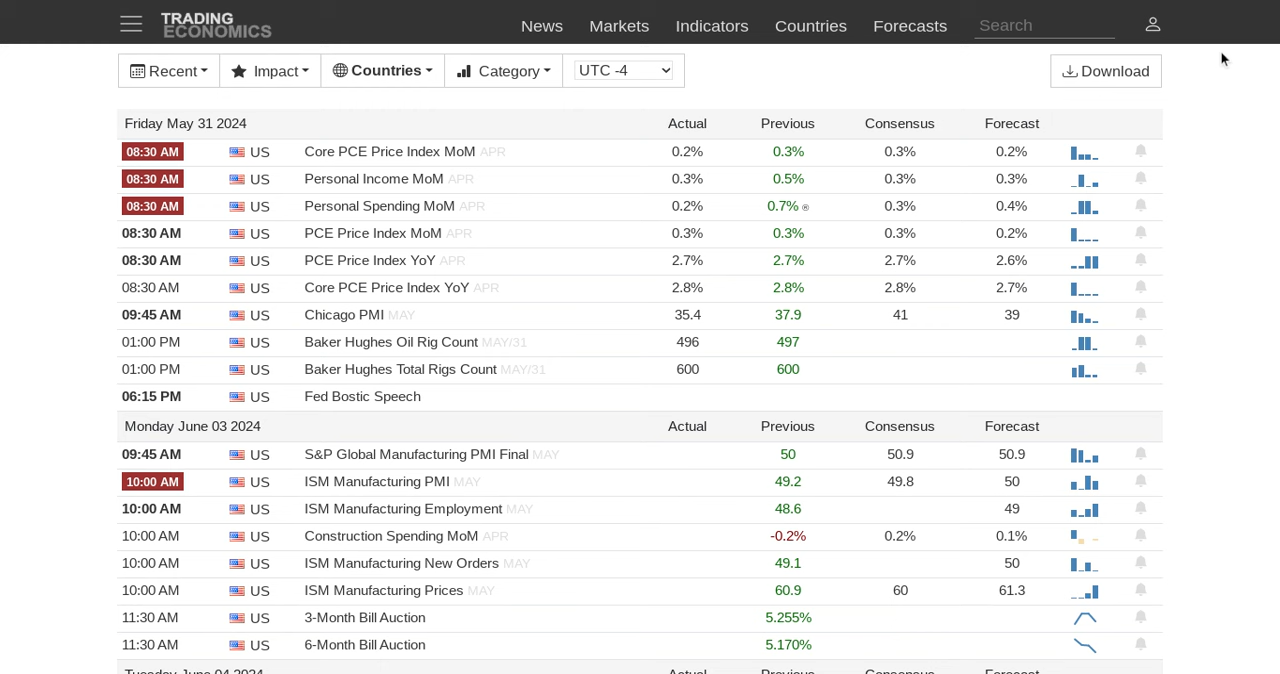 TRADING ECONOMICS News Markets Indicators Countries Forecasts Search
Recent Impact Countries Category UTC -4 Download
Friday May 31 2024 Actual Previous Consensus Forecast
08:30 AM US Core PCE Price Index MoM APR 0.2% 0.3% 0.3% 0.2%
08:30 AM US Personal Income MoM APR 0.3% 0.5% 0.3% 0.3%
08:30 AM US Personal Spending MoM APR 0.2% 0.7% ® 0.3% 0.4%
08:30 AM US PCE Price Index MoM APR 0.3% 0.3% 0.3% 0.2%
08:30 AM US PCE Price Index YoY APR 2.7% 2.7% 2.7% 2.6%
08:30 AM US Core PCE Price Index YoY APR 2.8% 2.8% 2.8% 2.7%
09:45 AM US Chicago PMI MAY 35.4 37.9 41 39
01:00 PM US Baker Hughes Oil Rig Count MAY/31 496 497
01:00 PM US Baker Hughes Total Rigs Count MAY/31 600 600
06:15 PM US Fed Bostic Speech
Monday June 03 2024 Actual Previous Consensus Forecast
09:45 AM US S&P Global Manufacturing PMI Final MAY 50 50.9 50.9
10:00 AM US ISM Manufacturing PMI MAY 49.2 49.8 50
10:00 AM US ISM Manufacturing Employment MAY 48.6 49
10:00 AM US Construction Spending MoM APR -0.2% 0.2% 0.1%
10:00 AM US ISM Manufacturing New Orders MAY 49.1 50
10:00 AM US ISM Manufacturing Prices MAY 60.9 60 61.3
11:30 AM US 3-Month Bill Auction 5.255%
11:30 AM US 6-Month Bill Auction 5.170%
Tuesday June 04 2024 Actual Previous Consensus Forecast